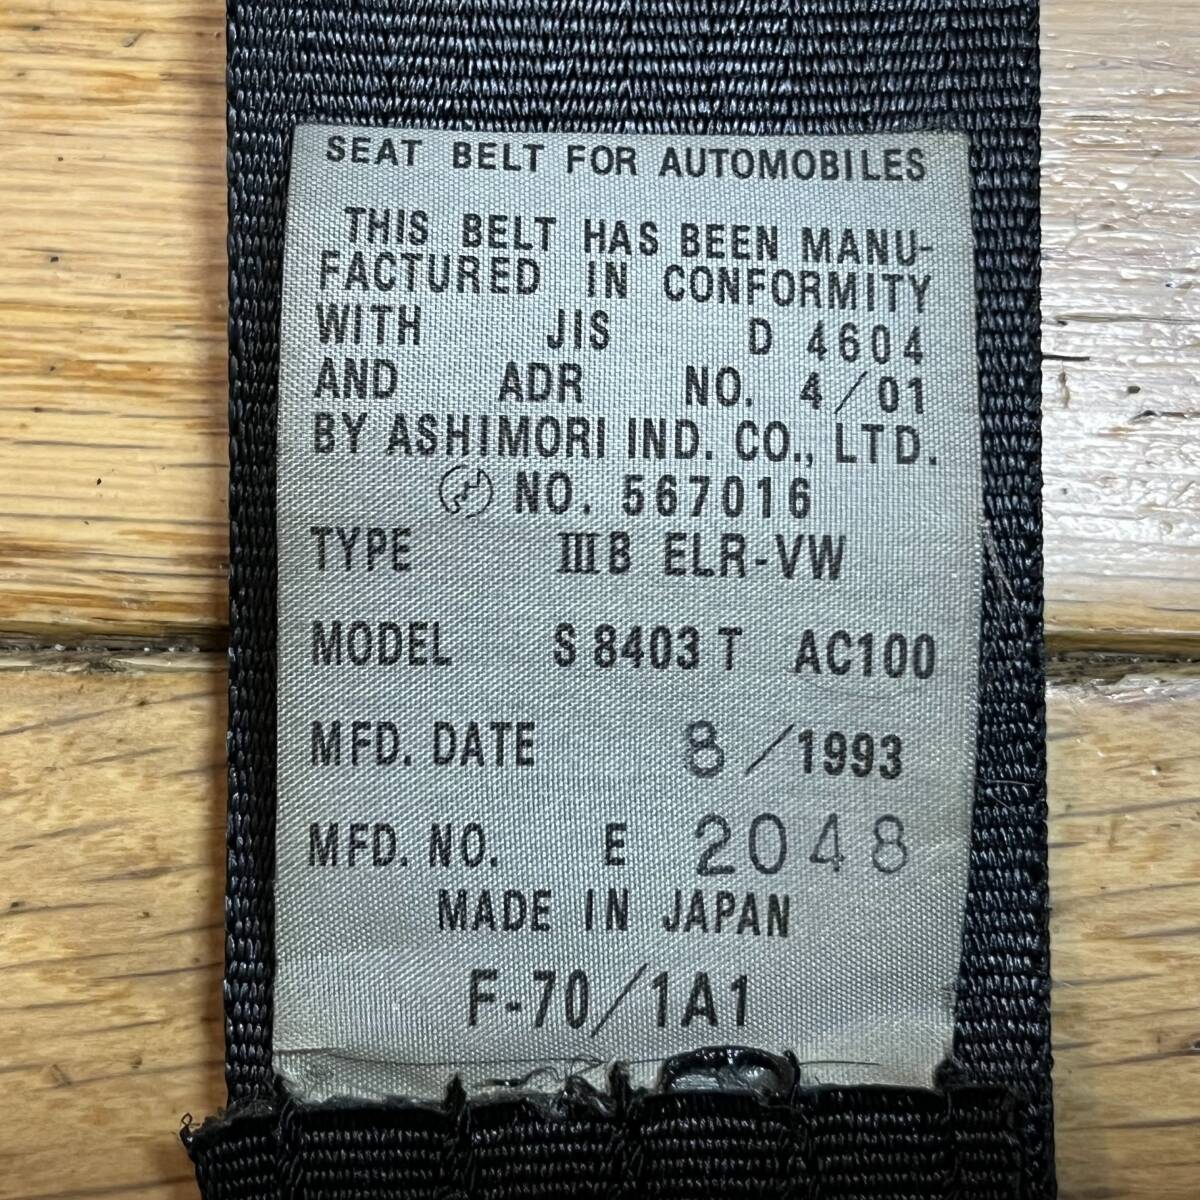 SEAT BELT FOR AUTOMOBILES
THIS BELT HAS BEEN MANU-
FACTURED IN CONFORMITY
WITH JIS D 4604
AND ADR NO. 4/01
BY ASHIMORI IND. CO., LTD.
NO. 567016
TYPE ⅢB ELR-VW
MODEL S 8403 T AC100
MFD. DATE 8/1993
MFD. NO. E 2048
MADE IN JAPAN
F-70/1A1